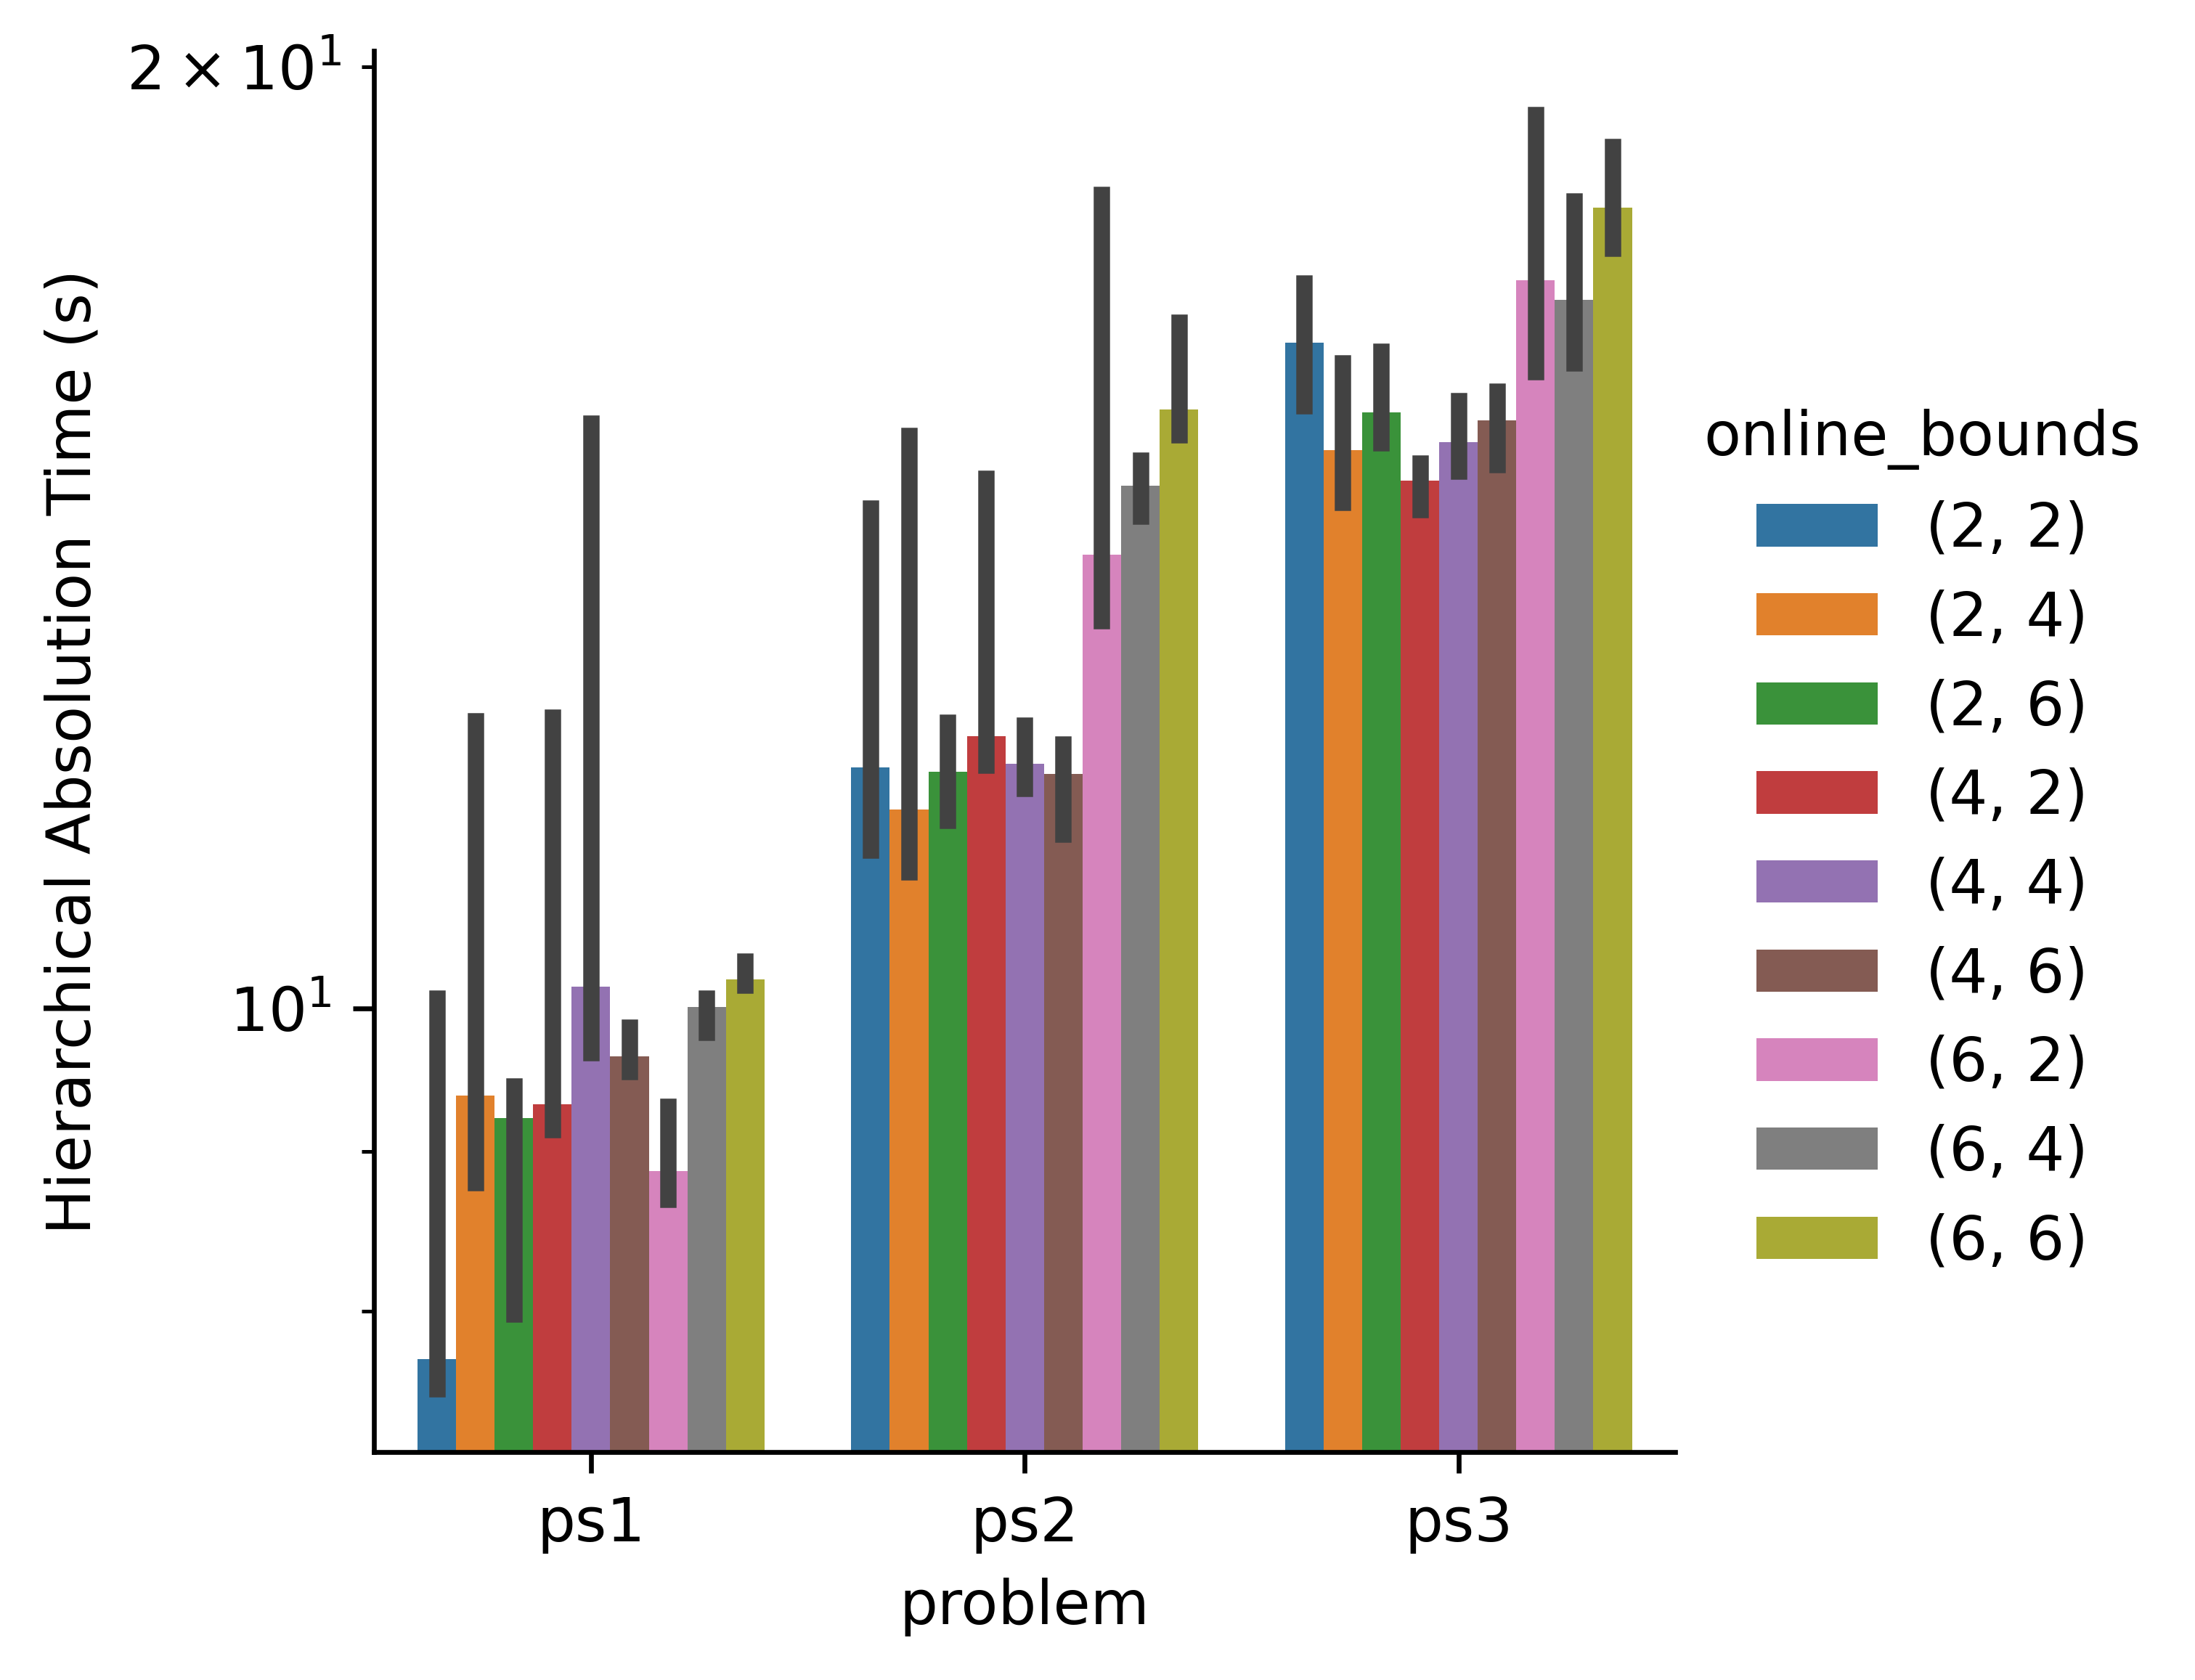 2 × 10¹
10¹
Hierarchical Absolution Time (s)
ps1 ps2 ps3
problem
online_bounds
(2, 2)
(2, 4)
(2, 6)
(4, 2)
(4, 4)
(4, 6)
(6, 2)
(6, 4)
(6, 6)